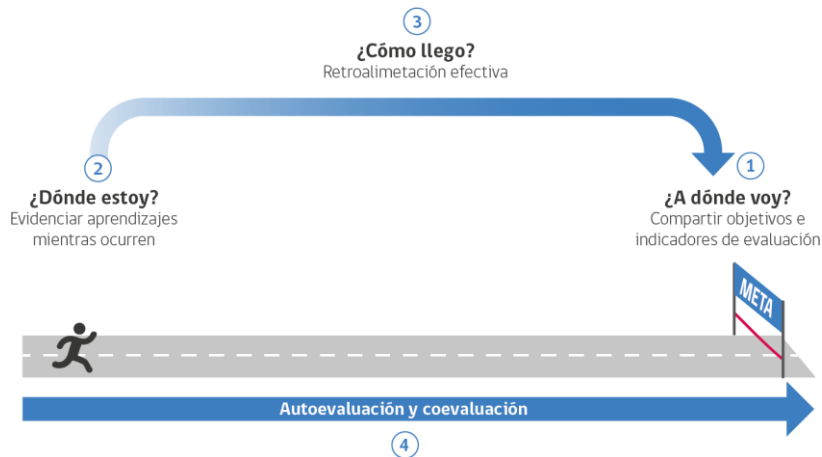 3
¿Cómo llego?
Retroalimetación efectiva
2
¿Dónde estoy?
Evidenciar aprendizajes
mientras ocurren
1
¿A dónde voy?
Compartir objetivos e
indicadores de evaluación
META
Autoevaluación y coevaluación
4